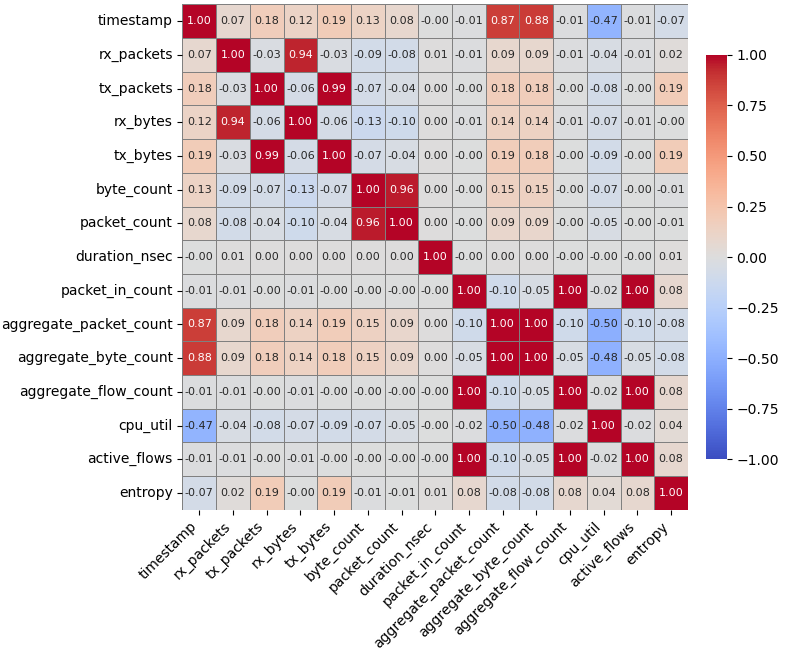 timestamp 1.00 0.07 0.18 0.12 0.19 0.13 0.08 -0.00 -0.01 0.87 0.88 -0.01 -0.47 -0.01 -0.07
rx_packets 0.07 1.00 -0.03 0.94 -0.03 -0.09 -0.08 0.01 -0.01 0.09 0.09 -0.01 -0.04 -0.01 0.02
tx_packets 0.18 -0.03 1.00 -0.06 0.99 -0.07 -0.04 0.00 -0.00 0.18 0.18 -0.00 -0.08 -0.00 0.19
rx_bytes 0.12 0.94 -0.06 1.00 -0.06 -0.13 -0.10 0.00 -0.01 0.14 0.14 -0.01 -0.07 -0.01 -0.00
tx_bytes 0.19 -0.03 0.99 -0.06 1.00 -0.07 -0.04 0.00 -0.00 0.19 0.18 -0.00 -0.09 -0.00 0.19
byte_count 0.13 -0.09 -0.07 -0.13 -0.07 1.00 0.96 0.00 -0.00 0.15 0.15 -0.00 -0.07 -0.00 -0.01
packet_count 0.08 -0.08 -0.04 -0.10 -0.04 0.96 1.00 0.00 -0.00 0.09 0.09 -0.00 -0.05 -0.00 -0.01
duration_nsec -0.00 0.01 0.00 0.00 0.00 0.00 0.00 1.00 -0.00 0.00 0.00 -0.00 -0.00 -0.00 0.01
packet_in_count -0.01 -0.01 -0.00 -0.01 -0.00 -0.00 -0.00 -0.00 1.00 -0.10 -0.05 1.00 -0.02 1.00 0.08
aggregate_packet_count 0.87 0.09 0.18 0.14 0.19 0.15 0.09 0.00 -0.10 1.00 1.00 -0.10 -0.50 -0.10 -0.08
aggregate_byte_count 0.88 0.09 0.18 0.14 0.18 0.15 0.09 0.00 -0.05 1.00 1.00 -0.05 -0.48 -0.05 -0.08
aggregate_flow_count -0.01 -0.01 -0.00 -0.01 -0.00 -0.00 -0.00 -0.00 1.00 -0.10 -0.05 1.00 -0.02 1.00 0.08
cpu_util -0.47 -0.04 -0.08 -0.07 -0.09 -0.07 -0.05 -0.00 -0.02 -0.50 -0.48 -0.02 1.00 -0.02 0.04
active_flows -0.01 -0.01 -0.00 -0.01 -0.00 -0.00 -0.00 -0.00 1.00 -0.10 -0.05 1.00 -0.02 1.00 0.08
entropy -0.07 0.02 0.19 -0.00 0.19 -0.01 -0.01 0.01 0.08 -0.08 -0.08 0.08 0.04 0.08 1.00
timestamp
rx_packets
tx_packets
rx_bytes
tx_bytes
byte_count
packet_count
duration_nsec
packet_in_count
aggregate_packet_count
aggregate_byte_count
aggregate_flow_count
cpu_util
active_flows
entropy
1.00
0.75
0.50
0.25
0.00
−0.25
−0.50
−0.75
−1.00